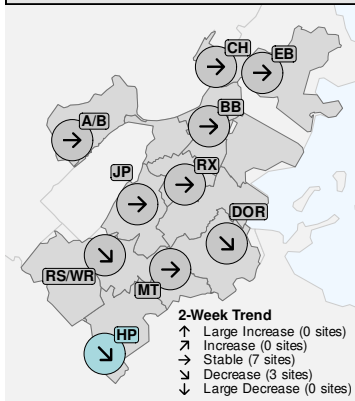 CH
EB
BB
A/B
RX
JP
DOR
RS/WR
MT
HP
2-Week Trend
↑ Large Increase (0 sites)
↗ Increase (0 sites)
→ Stable (7 sites)
↘ Decrease (3 sites)
↓ Large Decrease (0 sites)